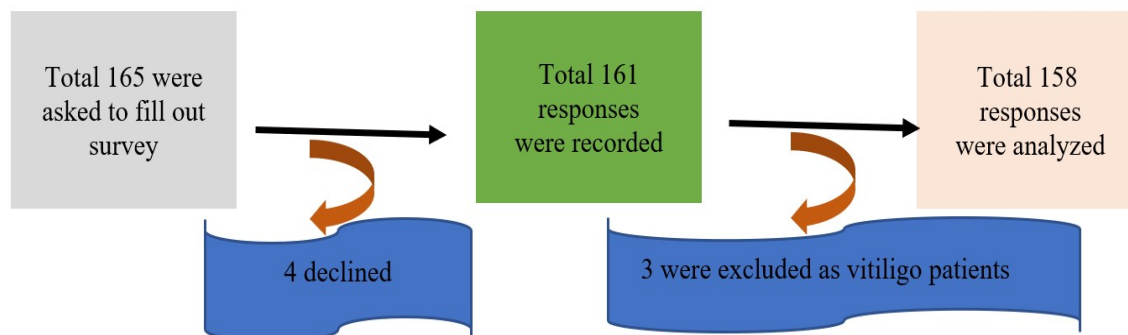 Total 165 were
asked to fill out
survey
Total 161
responses
were recorded
Total 158
responses
were analyzed
4 declined
3 were excluded as vitiligo patients